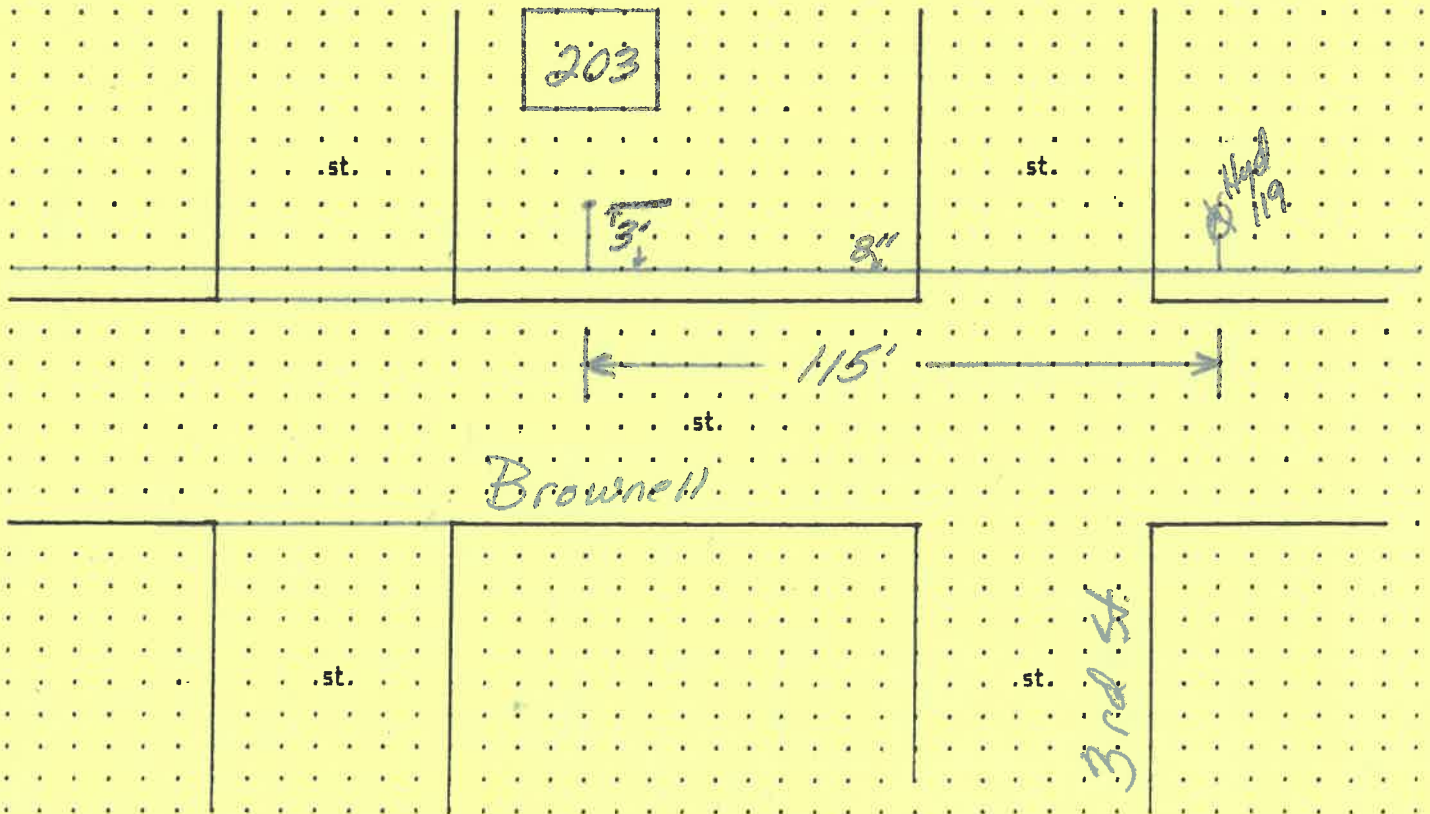 203
.st.
.st.
Hyd
119
3'
8"
115'
.st.
Brownell
.st.
.st.
3rd St.